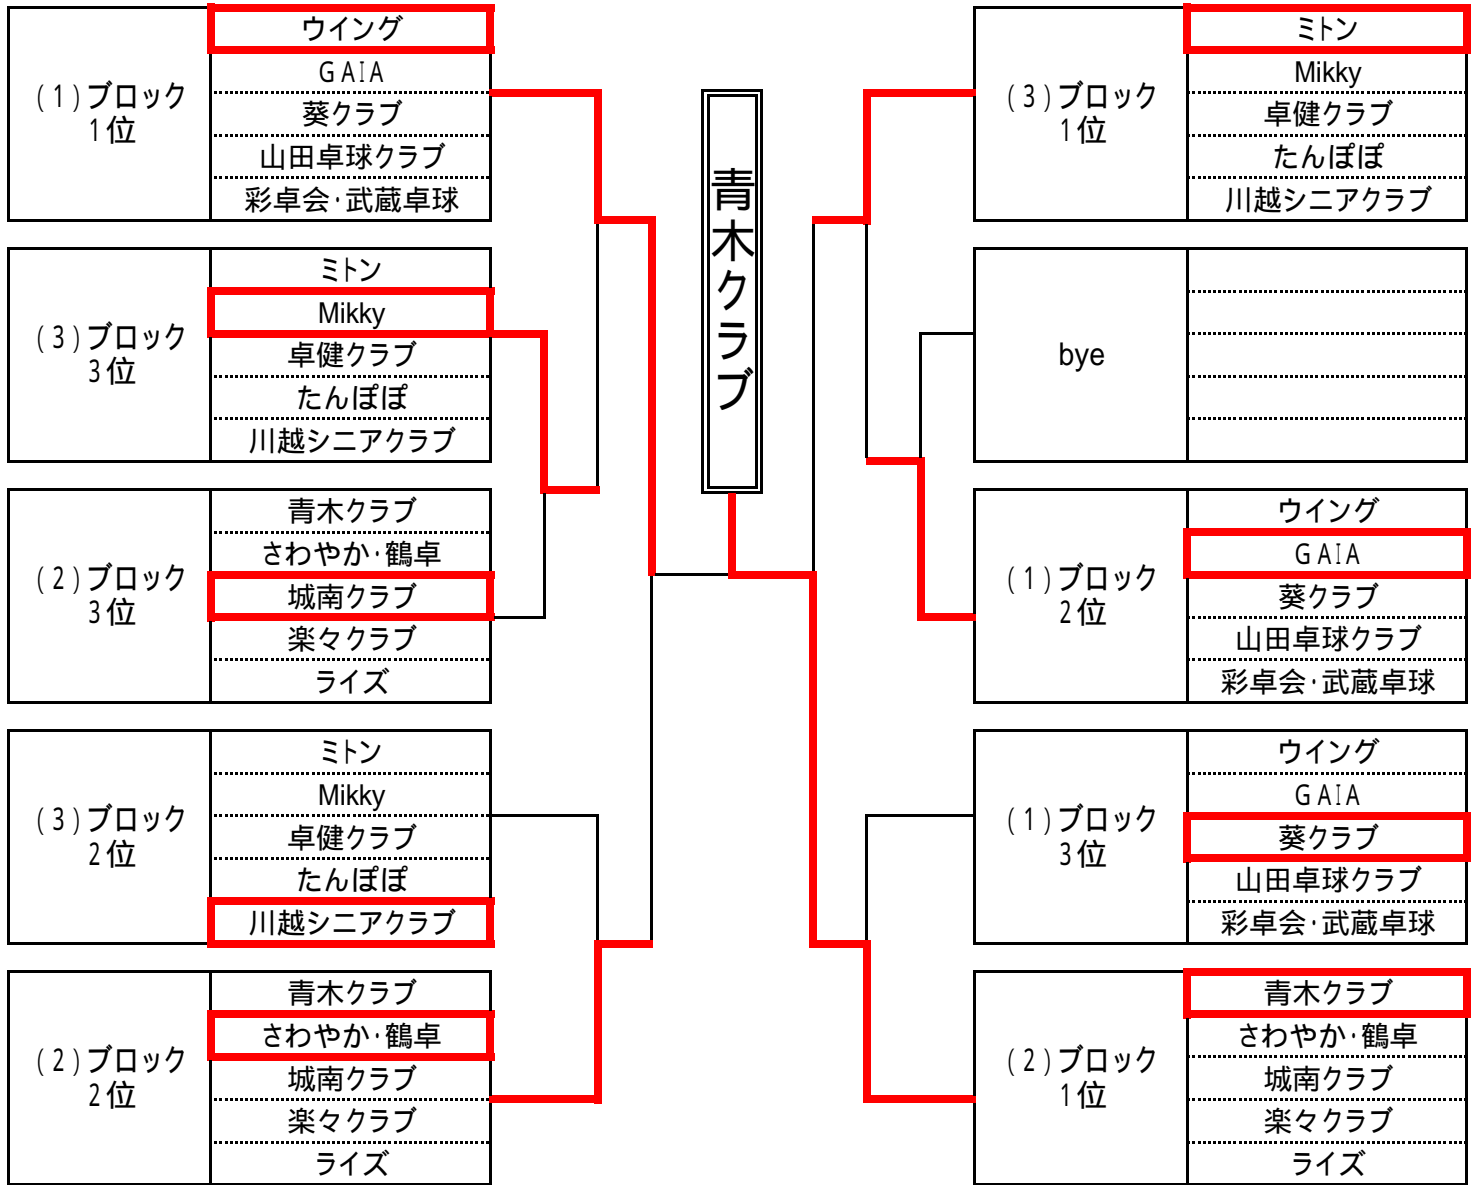 (1)ブロック
1位
ウイング
GAIA
葵クラブ
山田卓球クラブ
彩卓会・武蔵卓球
(3)ブロック
3位
ミトン
Mikky
卓健クラブ
たんぽぽ
川越シニアクラブ
(2)ブロック
3位
青木クラブ
さわやか・鶴卓
城南クラブ
楽々クラブ
ライズ
(3)ブロック
2位
ミトン
Mikky
卓健クラブ
たんぽぽ
川越シニアクラブ
(2)ブロック
2位
青木クラブ
さわやか・鶴卓
城南クラブ
楽々クラブ
ライズ
青木クラブ
(3)ブロック
1位
ミトン
Mikky
卓健クラブ
たんぽぽ
川越シニアクラブ
bye
(1)ブロック
2位
ウイング
GAIA
葵クラブ
山田卓球クラブ
彩卓会・武蔵卓球
(1)ブロック
3位
ウイング
GAIA
葵クラブ
山田卓球クラブ
彩卓会・武蔵卓球
(2)ブロック
1位
青木クラブ
さわやか・鶴卓
城南クラブ
楽々クラブ
ライズ